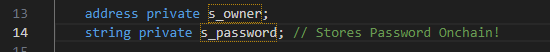 13 address private s_owner;
14 string private s_password; // Stores Password Onchain!